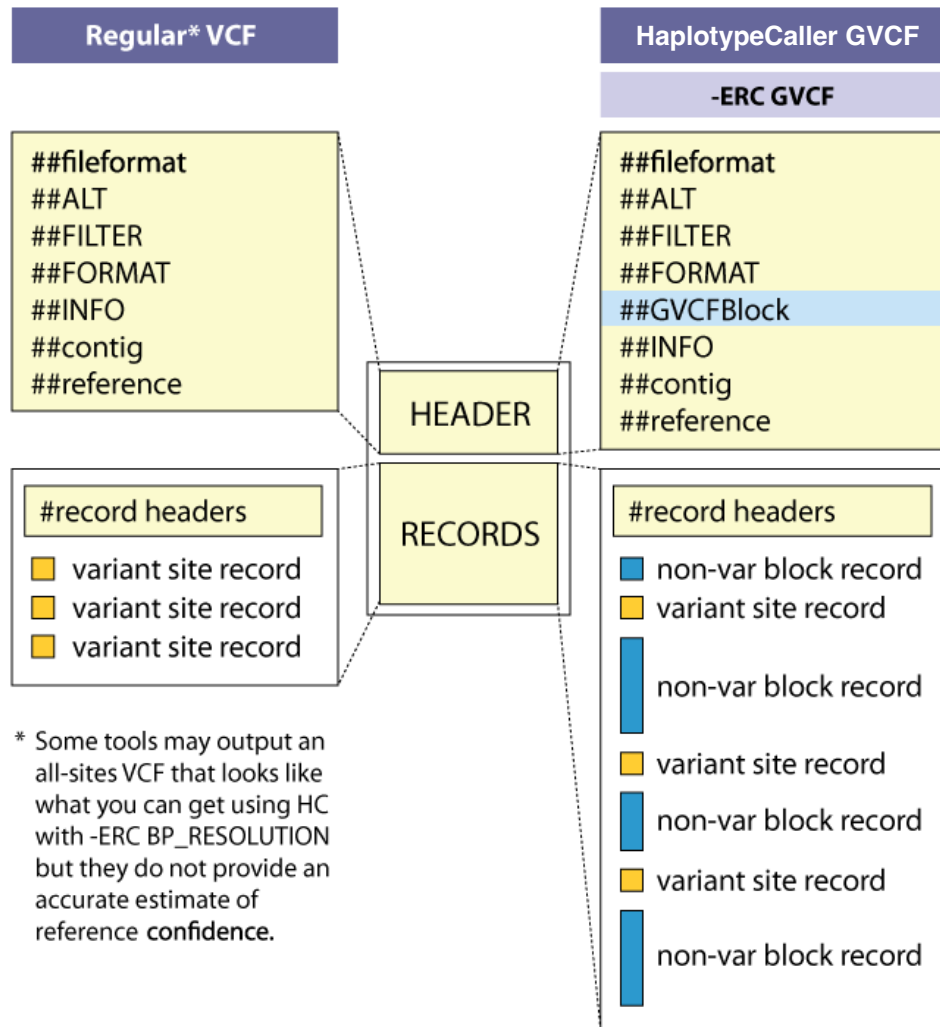 Regular* VCF
##fileformat
##ALT
##FILTER
##FORMAT
##INFO
##contig
##reference
#record headers
variant site record
variant site record
variant site record
* Some tools may output an
all-sites VCF that looks like
what you can get using HC
with -ERC BP_RESOLUTION
but they do not provide an
accurate estimate of
reference confidence.
HEADER
RECORDS
HaplotypeCaller GVCF
-ERC GVCF
##fileformat
##ALT
##FILTER
##FORMAT
##GVCFBlock
##INFO
##contig
##reference
#record headers
non-var block record
variant site record
non-var block record
variant site record
non-var block record
variant site record
non-var block record